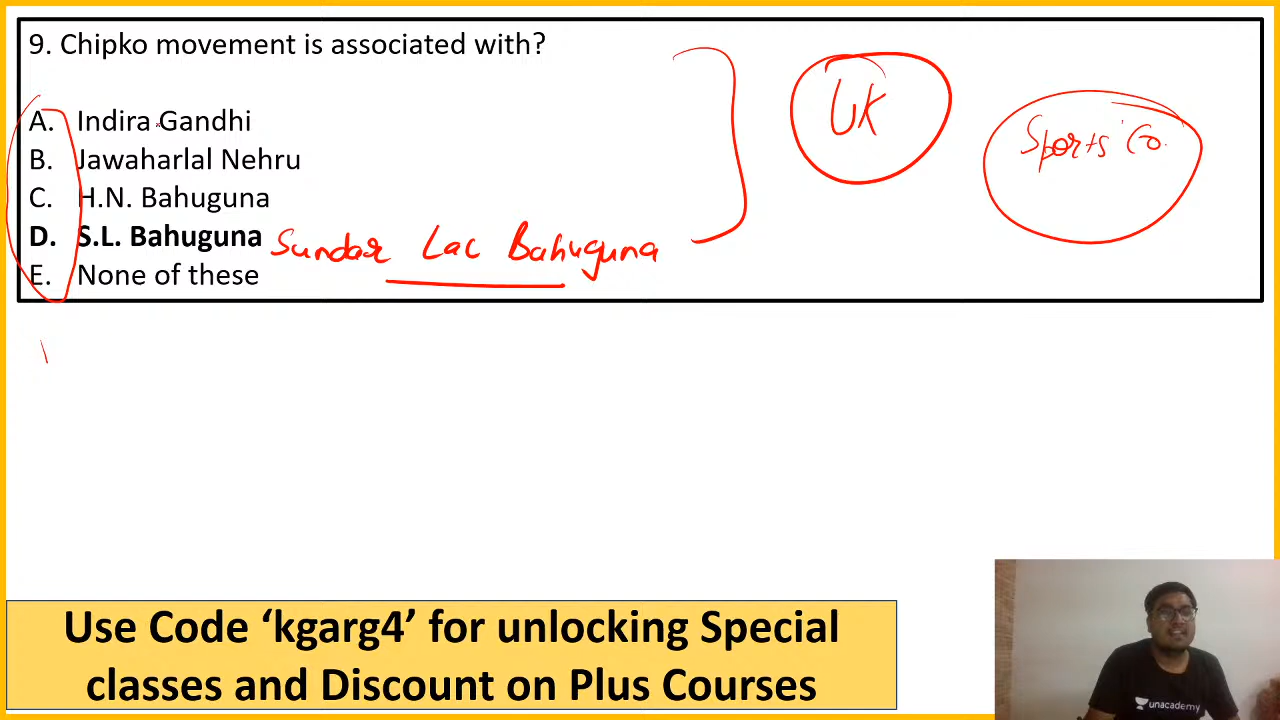 9. Chipko movement is associated with?
A. Indira Gandhi
B. Jawaharlal Nehru
C. H.N. Bahuguna
D. S.L. Bahuguna Sundar Lal Bahuguna
E. None of these
UK
Sports Co.
Use Code ‘kgarg4’ for unlocking Special
classes and Discount on Plus Courses
unacademy